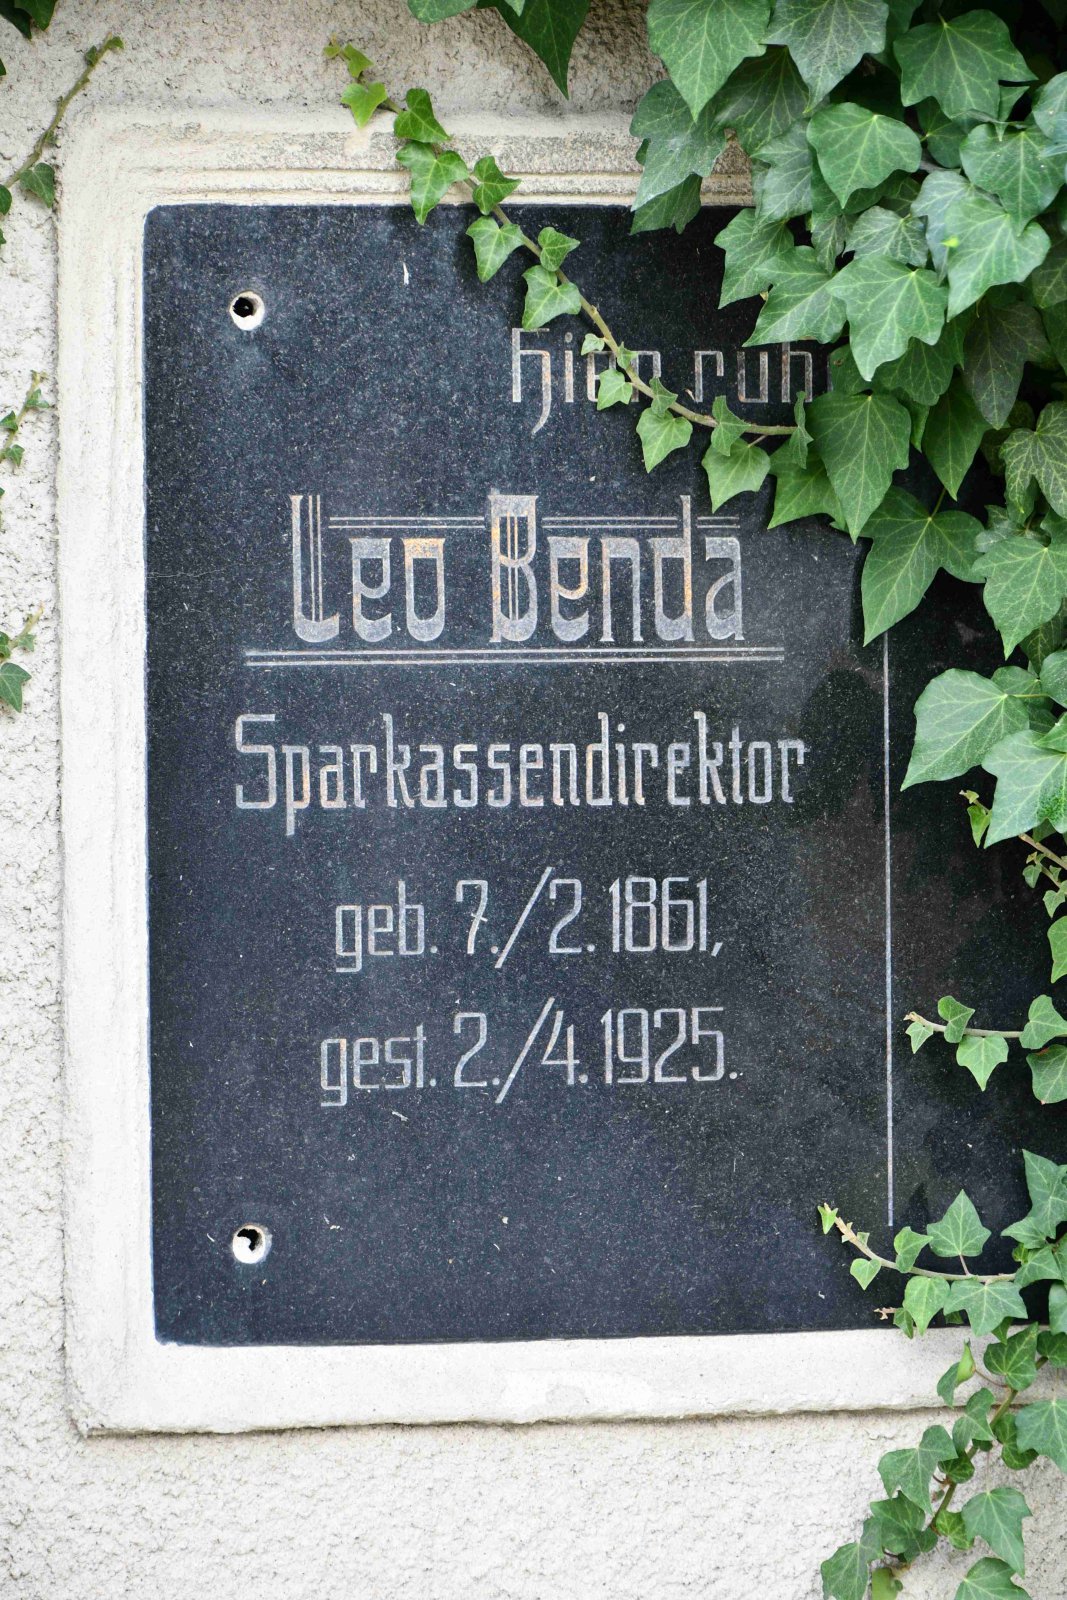 Hier ruh
Leo Benda
Sparkassendirektor
geb. 7./2. 1861,
gest. 2./4. 1925.